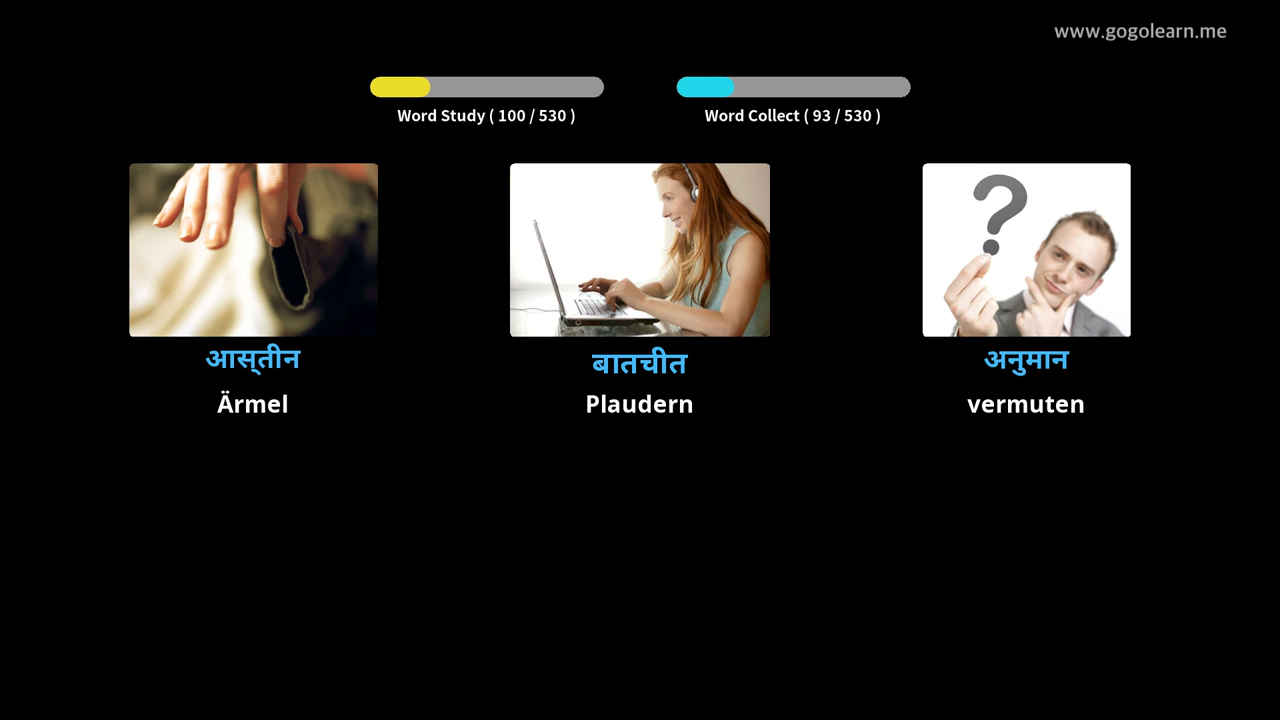 www.gogolearn.me
Word Study ( 100 / 530 )
Word Collect ( 93 / 530 )
आस्‌तीन
बातचीत
अनुमान
Ärmel
Plaudern
vermuten